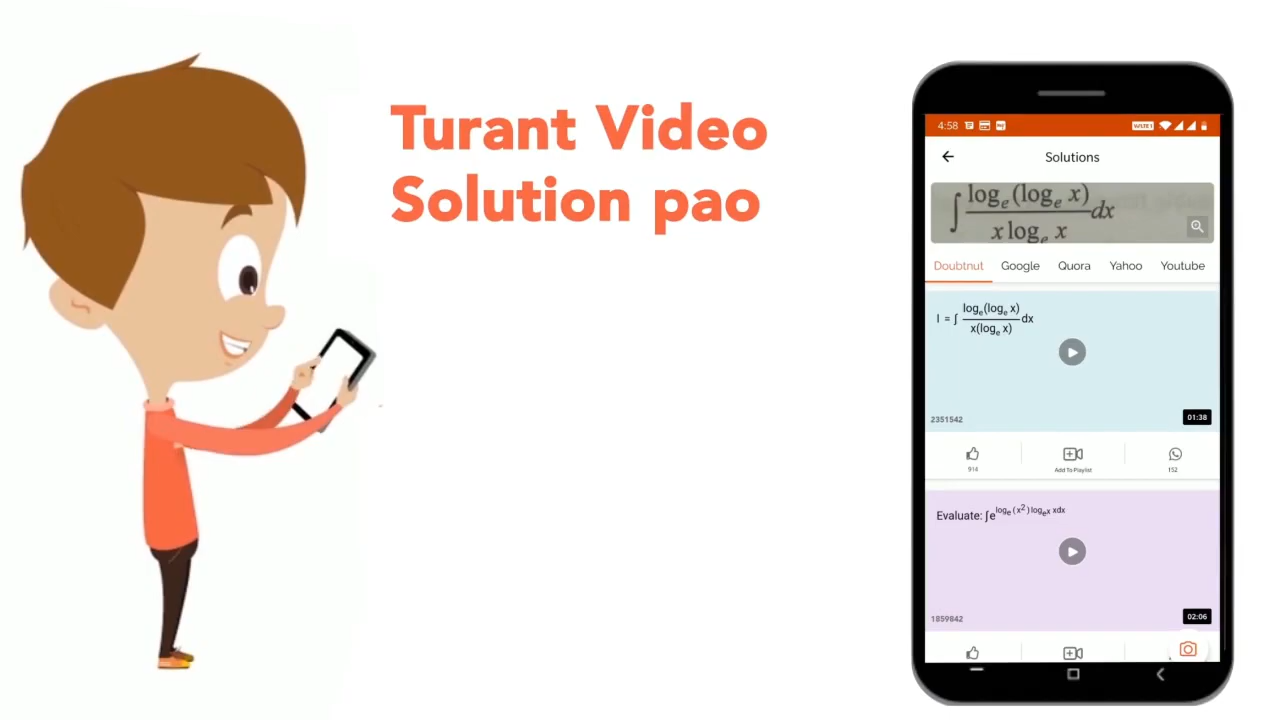 Turant Video
Solution pao
4:58
VoLTE1
Solutions
∫ logₑ(logₑ x) / x logₑ x dx
Doubtnut Google Quora Yahoo Youtube
I = ∫ logₑ(logₑ x) / x(logₑ x) dx
2351542 01:38
914 Add To Playlist 152
Evaluate: ∫e^logₑ(x²)logₑx xdx
1859842 02:06